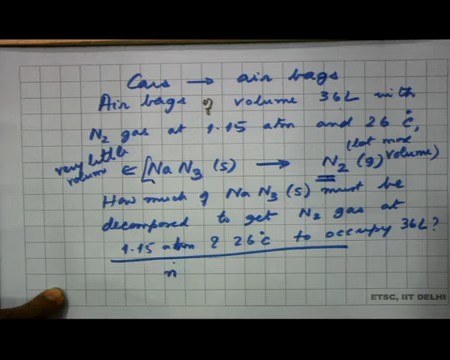 Cars → air bags
Air bags of volume 36L with
N₂ gas at 1.15 atm and 26°C,
very little volume ← [NaN₃(s) → N₂(g) (lot more volume)
How much of NaN₃(s) must be
decomposed to get N₂ gas at
1.15 atm & 26°C to occupy 36L?
n
ETSC, IIT DELHI